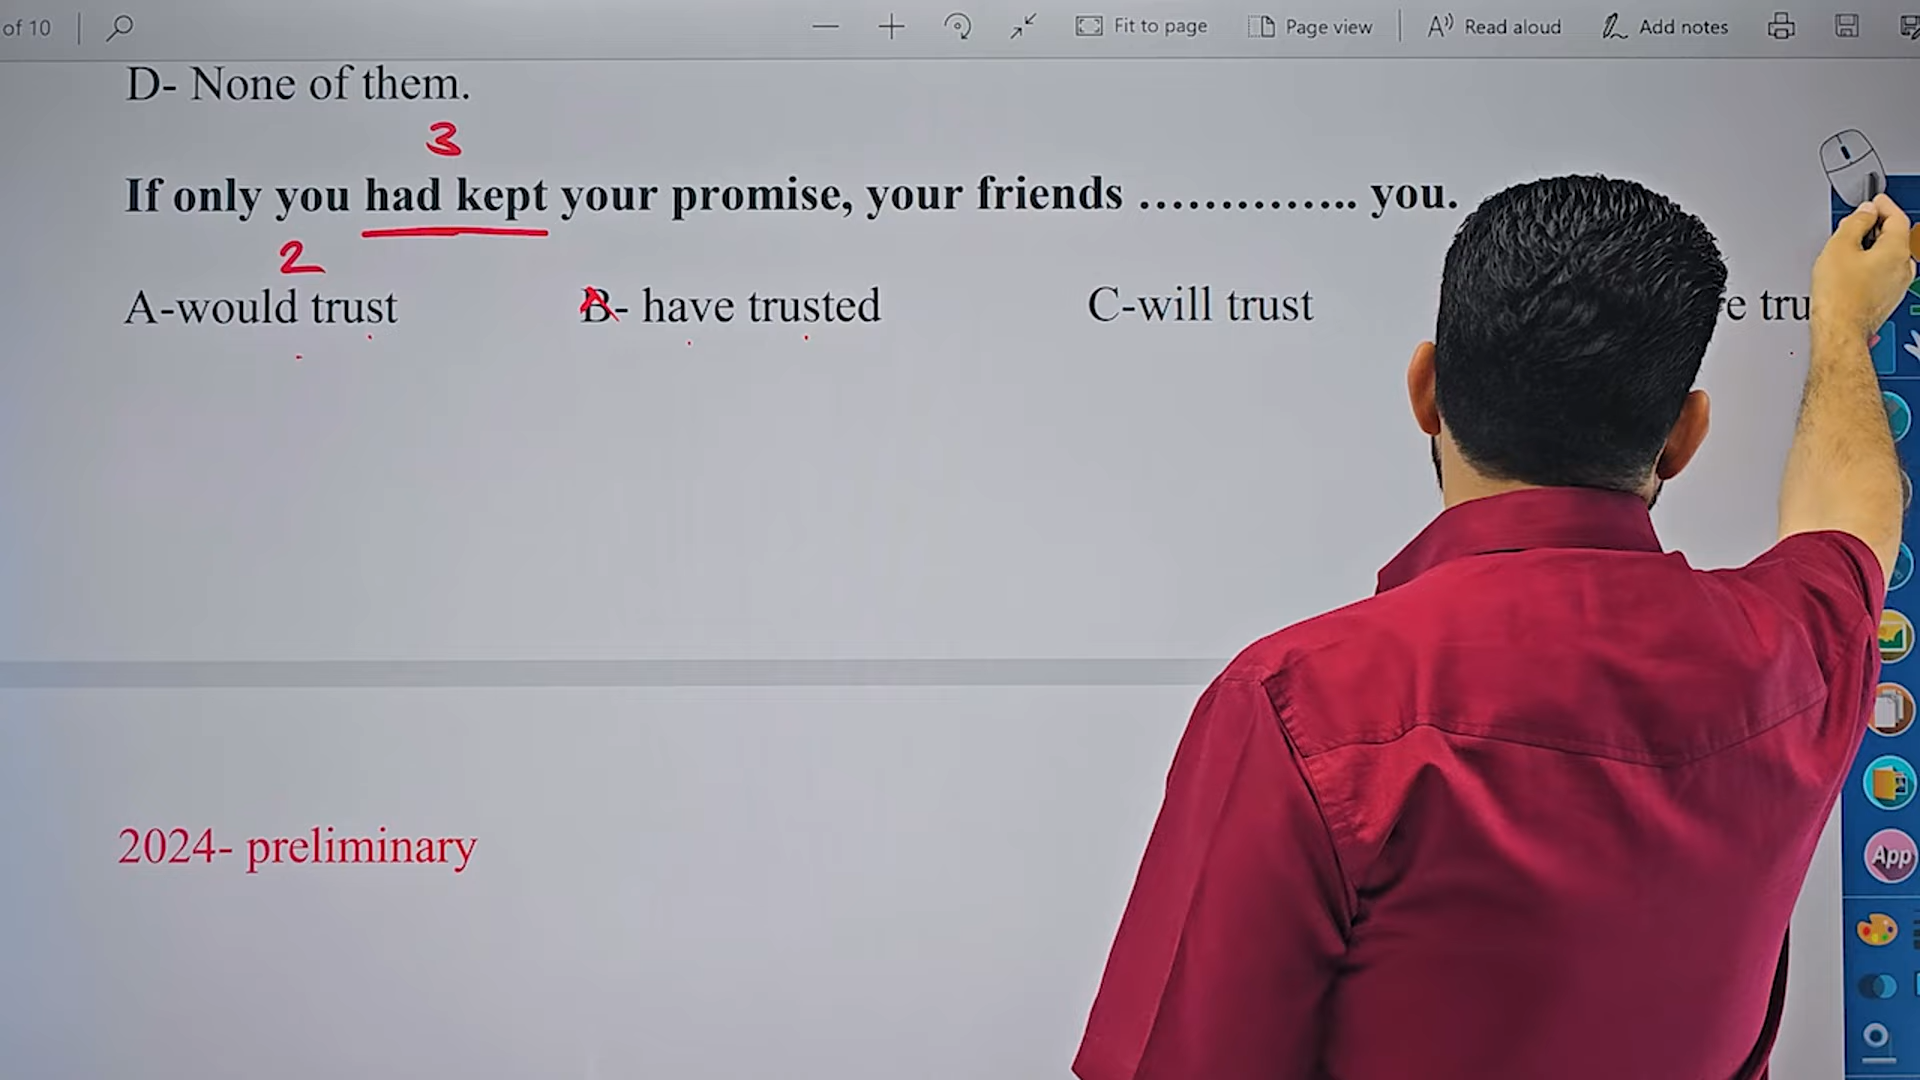 of 10 Fit to page Page view Read aloud Add notes
D- None of them.
3
If only you had kept your promise, your friends ………….. you.
2
A-would trust B- have trusted C-will trust
App
2024- preliminary